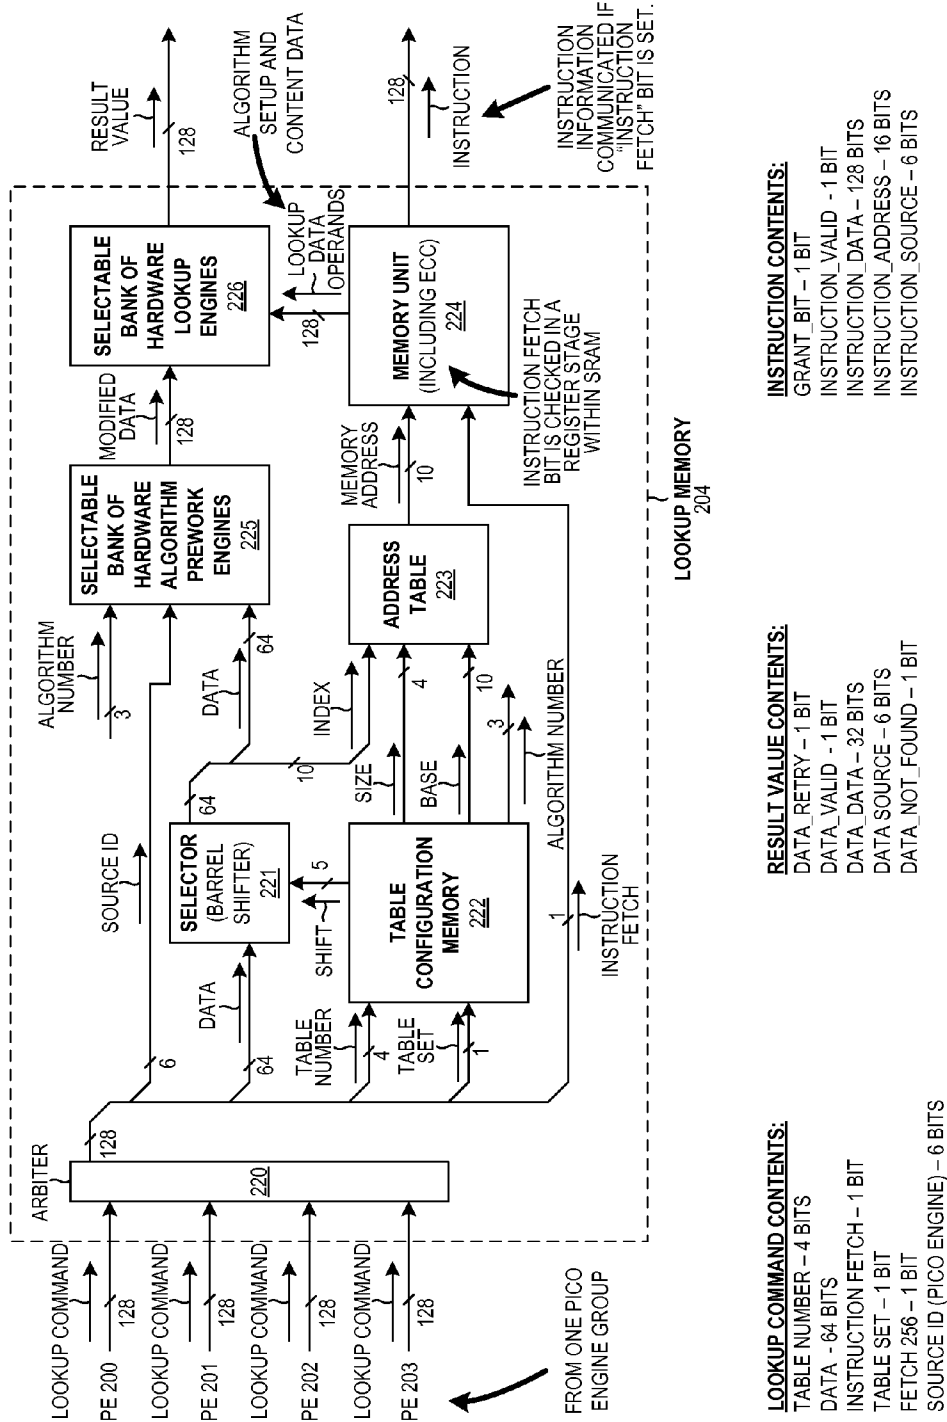 LOOKUP COMMAND
PE 200
128
LOOKUP COMMAND
PE 201
128
LOOKUP COMMAND
PE 202
128
LOOKUP COMMAND
PE 203
128
FROM ONE PICO
ENGINE GROUP
ARBITER
220
128
6
SOURCE ID
DATA
64
TABLE
NUMBER
4
TABLE
SET
1
SELECTOR
(BARREL
SHIFTER)
221
SHIFT
5
TABLE
CONFIGURATION
MEMORY
222
1
INSTRUCTION
FETCH
64
10
ALGORITHM
NUMBER
3
DATA
64
INDEX
SIZE
4
BASE
10
3
ALGORITHM NUMBER
SELECTABLE
BANK OF
HARDWARE
ALGORITHM
PREWORK
ENGINES
225
ADDRESS
TABLE
223
MODIFIED
DATA
128
MEMORY
ADDRESS
10
INSTRUCTION FETCH
BIT IS CHECKED IN A
REGISTER STAGE
WITHIN SRAM
SELECTABLE
BANK OF
HARDWARE
LOOKUP
ENGINES
226
128
LOOKUP
DATA
OPERANDS
MEMORY UNIT
(INCLUDING ECC)
224
RESULT
VALUE
128
ALGORITHM
SETUP AND
CONTENT DATA
128
INSTRUCTION
INSTRUCTION
INFORMATION
COMMUNICATED IF
"INSTRUCTION
FETCH" BIT IS SET.
LOOKUP MEMORY
204
LOOKUP COMMAND CONTENTS:
TABLE NUMBER – 4 BITS
DATA - 64 BITS
INSTRUCTION FETCH – 1 BIT
TABLE SET – 1 BIT
FETCH 256 – 1 BIT
SOURCE ID (PICO ENGINE) – 6 BITS
RESULT VALUE CONTENTS:
DATA_RETRY – 1 BIT
DATA_VALID - 1 BIT
DATA_DATA – 32 BITS
DATA SOURCE – 6 BITS
DATA_NOT_FOUND – 1 BIT
INSTRUCTION CONTENTS:
GRANT_BIT – 1 BIT
INSTRUCTION_VALID - 1 BIT
INSTRUCTION_DATA – 128 BITS
INSTRUCTION_ADDRESS – 16 BITS
INSTRUCTION_SOURCE – 6 BITS